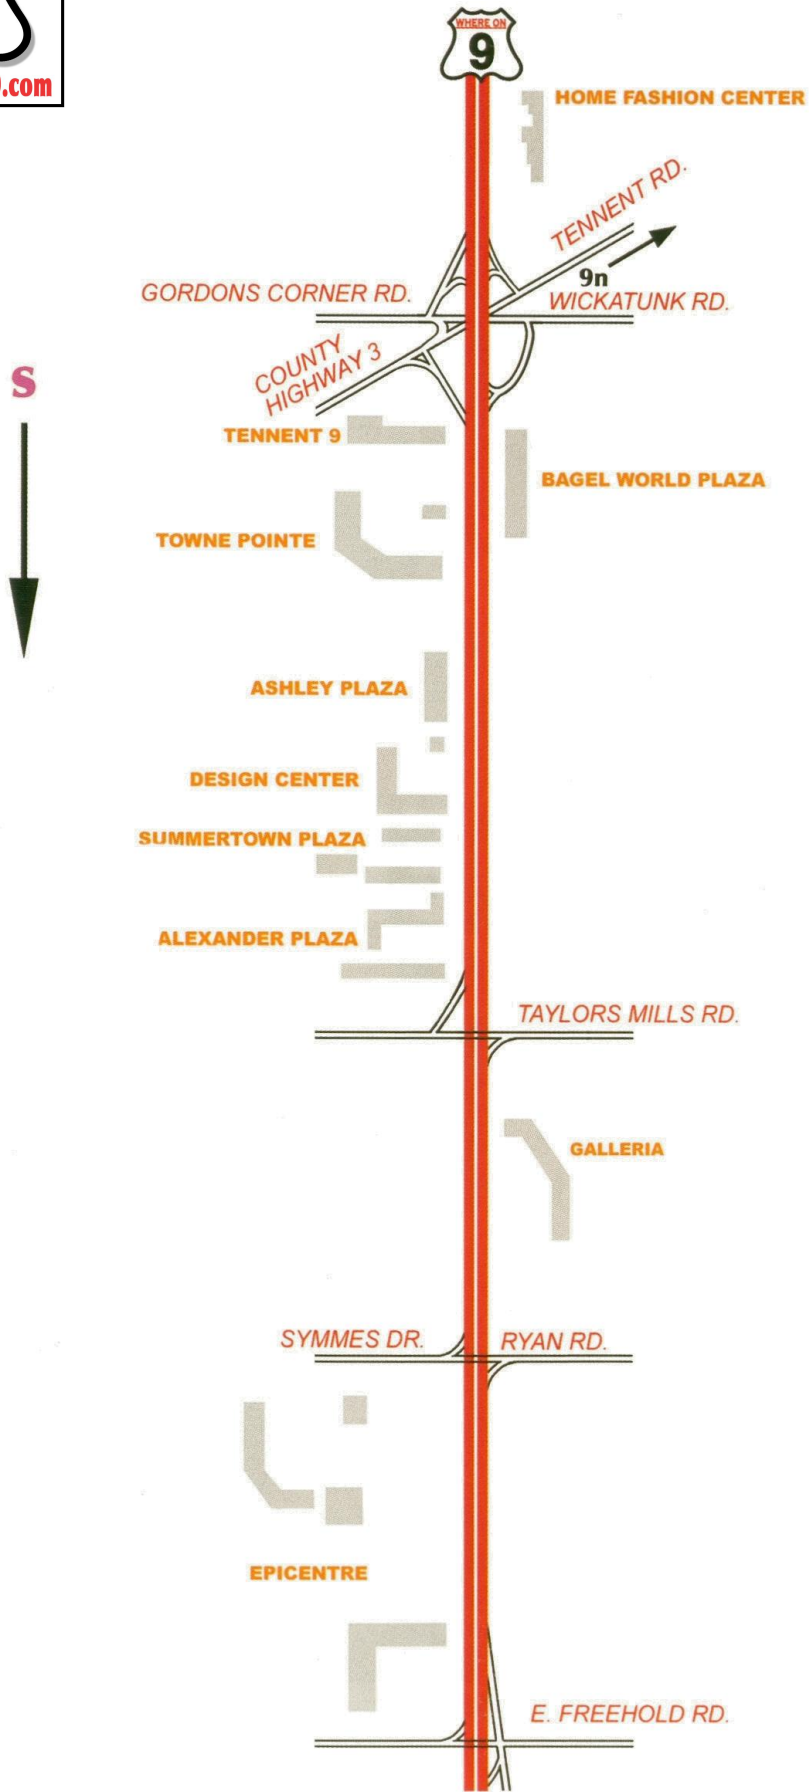 .com
WHERE ON
9
HOME FASHION CENTER
TENNENT RD.
9n
GORDONS CORNER RD.
WICKATUNK RD.
COUNTY
HIGHWAY 3
S
TENNENT 9
BAGEL WORLD PLAZA
TOWNE POINTE
ASHLEY PLAZA
DESIGN CENTER
SUMMERTOWN PLAZA
ALEXANDER PLAZA
TAYLORS MILLS RD.
GALLERIA
SYMMES DR.
RYAN RD.
EPICENTRE
E. FREEHOLD RD.